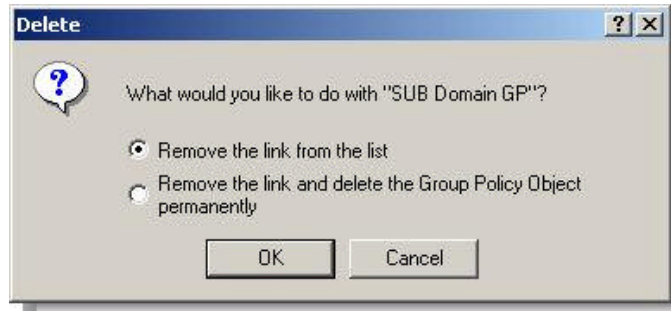 Delete
What would you like to do with "SUB Domain GP"?
Remove the link from the list
Remove the link and delete the Group Policy Object
permanently
OK
Cancel